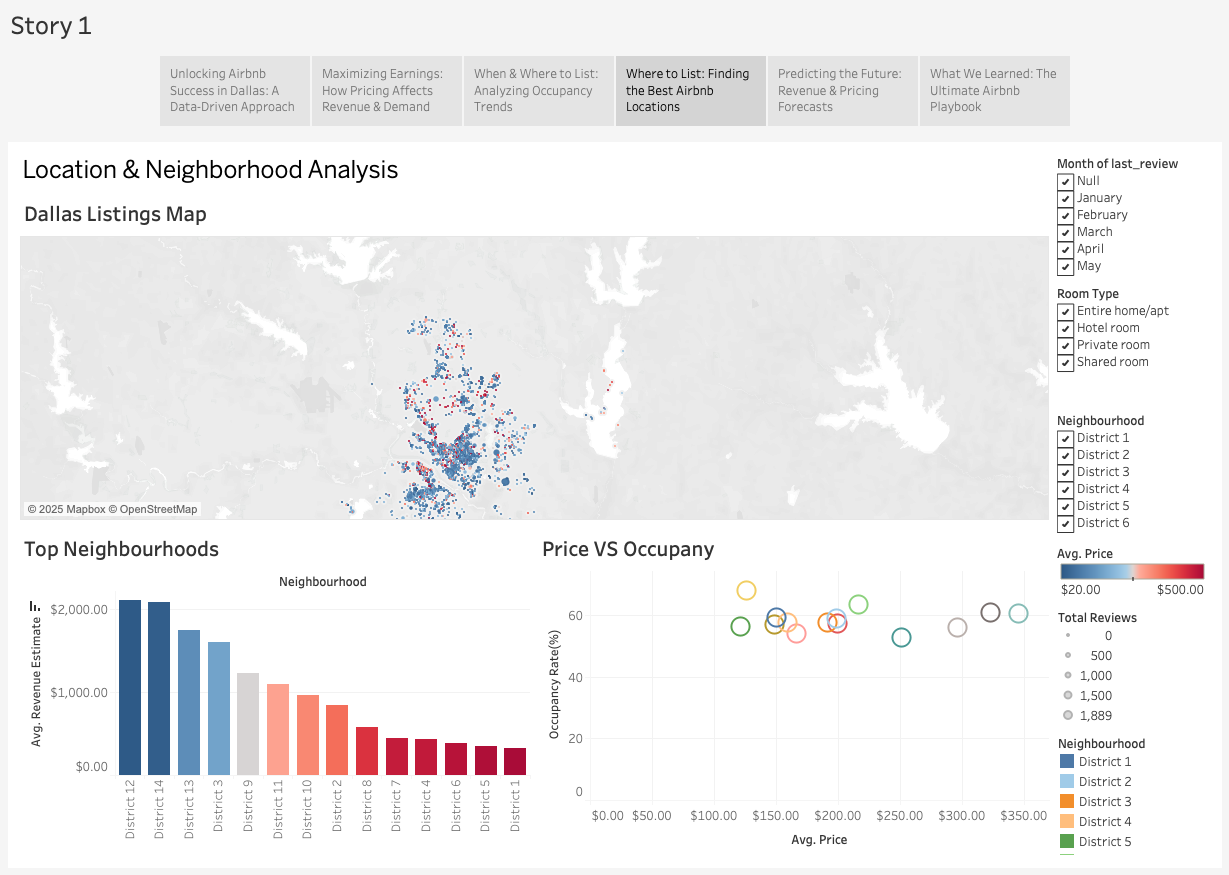 Story 1
Unlocking Airbnb
Success in Dallas: A
Data-Driven Approach
Maximizing Earnings:
How Pricing Affects
Revenue & Demand
When & Where to List:
Analyzing Occupancy
Trends
Where to List: Finding
the Best Airbnb
Locations
Predicting the Future:
Revenue & Pricing
Forecasts
What We Learned: The
Ultimate Airbnb
Playbook
Location & Neighborhood Analysis
Dallas Listings Map
© 2025 Mapbox © OpenStreetMap
Month of last_review
Null
January
February
March
April
May
Room Type
Entire home/apt
Hotel room
Private room
Shared room
Neighbourhood
District 1
District 2
District 3
District 4
District 5
District 6
Top Neighbourhoods
Neighbourhood
Avg. Revenue Estimate
$2,000.00
$1,000.00
$0.00
District 12
District 14
District 13
District 3
District 9
District 11
District 10
District 2
District 8
District 7
District 4
District 6
District 5
District 1
Price VS Occupany
Occupancy Rate(%)
60
40
20
0
$0.00 $50.00 $100.00 $150.00 $200.00 $250.00 $300.00 $350.00
Avg. Price
Avg. Price
$20.00 $500.00
Total Reviews
0
500
1,000
1,500
1,889
Neighbourhood
District 1
District 2
District 3
District 4
District 5